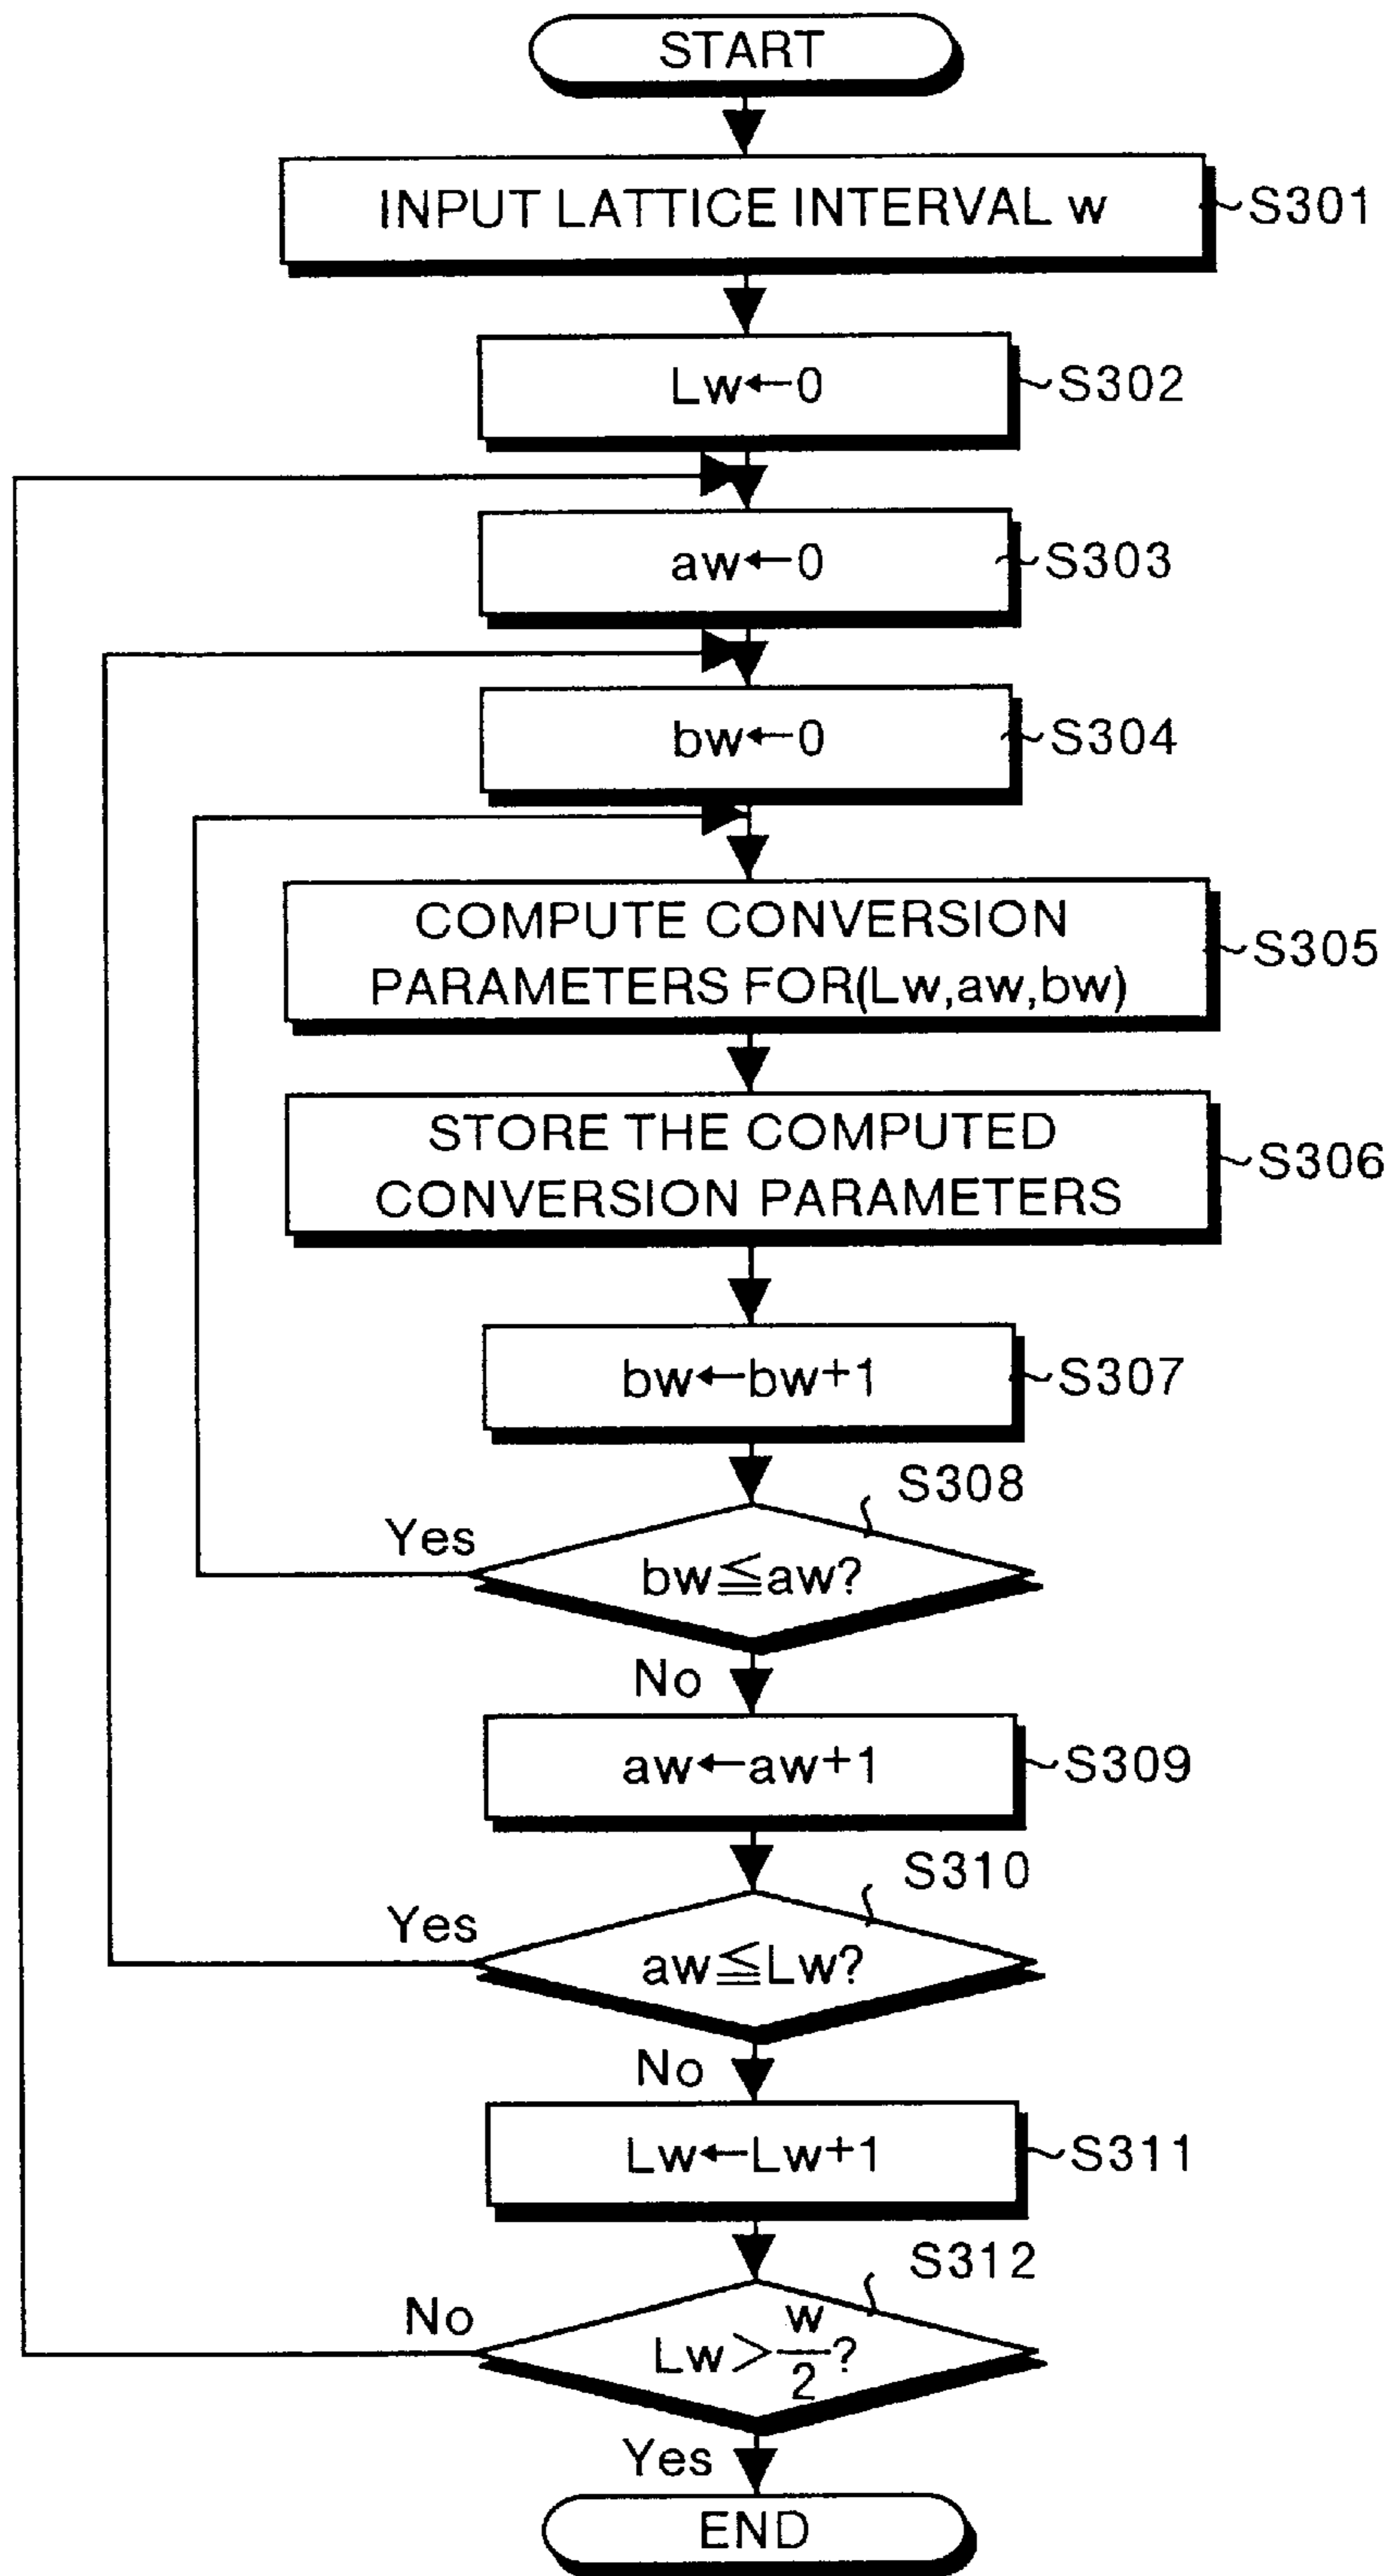 START
INPUT LATTICE INTERVAL w
S301
Lw←0
S302
aw←0
S303
bw←0
S304
COMPUTE CONVERSION
PARAMETERS FOR(Lw,aw,bw)
S305
STORE THE COMPUTED
CONVERSION PARAMETERS
S306
bw←bw+1
S307
S308
Yes
bw≦aw?
No
aw←aw+1
S309
S310
Yes
aw≦Lw?
No
Lw←Lw+1
S311
S312
No
Lw>w/2?
Yes
END